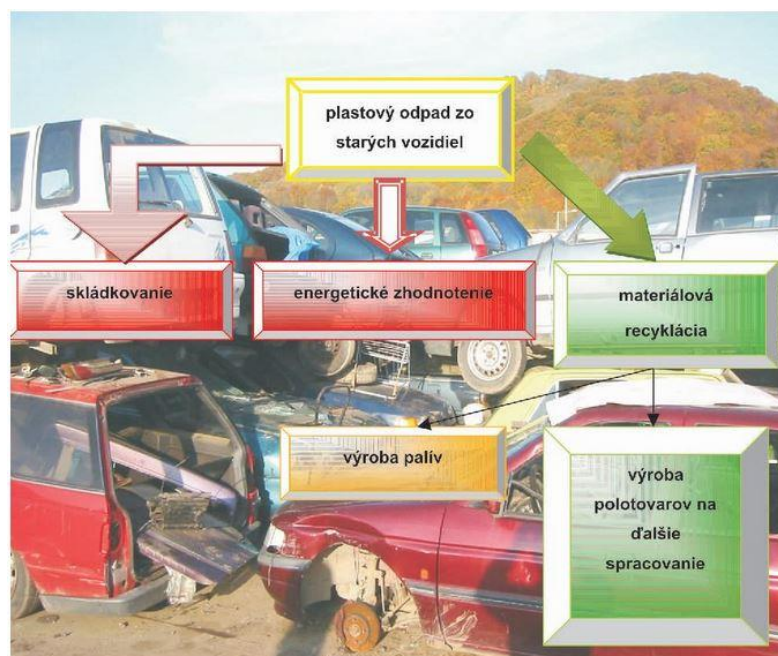 plastový odpad zo
starých vozidiel
skládkovanie
energetické zhodnotenie
materiálová
recyklácia
výroba palív
výroba
polotovarov na
ďalšie
spracovanie